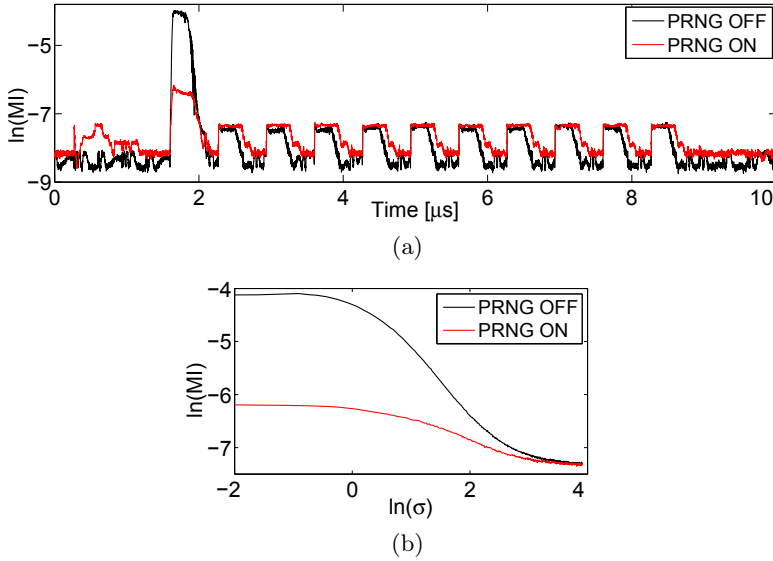 PRNG OFF
PRNG ON
ln(MI)
−5
−7
−9
0 2 4 6 8 10
Time [μs]
(a)
PRNG OFF
PRNG ON
ln(MI)
−4
−5
−6
−7
−2 0 2 4
ln(σ)
(b)